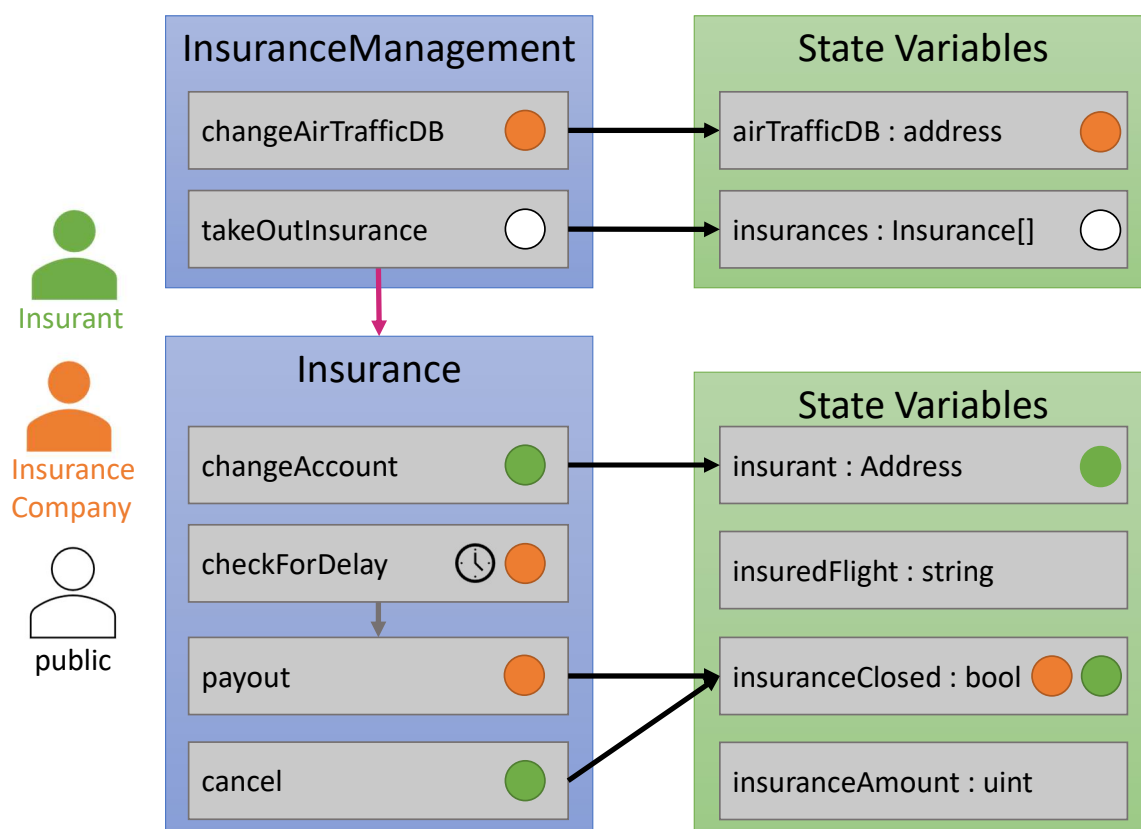 InsuranceManagement
changeAirTrafficDB
takeOutInsurance
State Variables
airTrafficDB : address
insurances : Insurance[]
Insurant
Insurance
Company
public
Insurance
changeAccount
checkForDelay
payout
cancel
State Variables
insurant : Address
insuredFlight : string
insuranceClosed : bool
insuranceAmount : uint